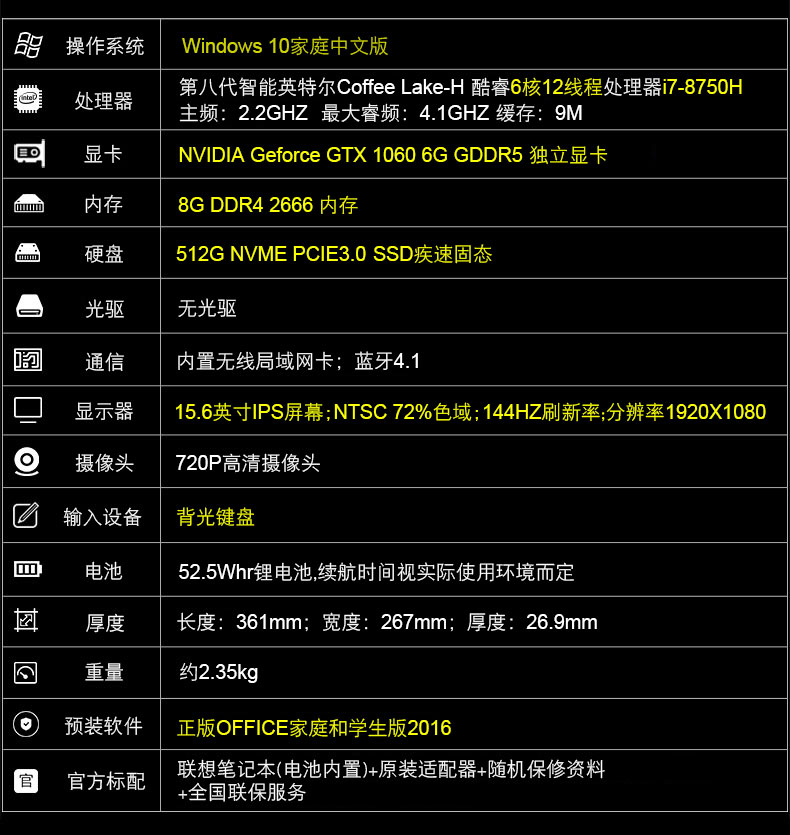 操作系统 Windows 10家庭中文版
处理器 第八代智能英特尔Coffee Lake-H 酷睿6核12线程处理器i7-8750H
主频：2.2GHZ 最大睿频：4.1GHZ 缓存：9M
显卡 NVIDIA Geforce GTX 1060 6G GDDR5 独立显卡
内存 8G DDR4 2666 内存
硬盘 512G NVME PCIE3.0 SSD疾速固态
光驱 无光驱
通信 内置无线局域网卡；蓝牙4.1
显示器 15.6英寸IPS屏幕;NTSC 72%色域;144HZ刷新率;分辨率1920X1080
摄像头 720P高清摄像头
输入设备 背光键盘
电池 52.5Whr锂电池,续航时间视实际使用环境而定
厚度 长度：361mm；宽度：267mm；厚度：26.9mm
重量 约2.35kg
预装软件 正版OFFICE家庭和学生版2016
官 官方标配 联想笔记本(电池内置)+原装适配器+随机保修资料
+全国联保服务